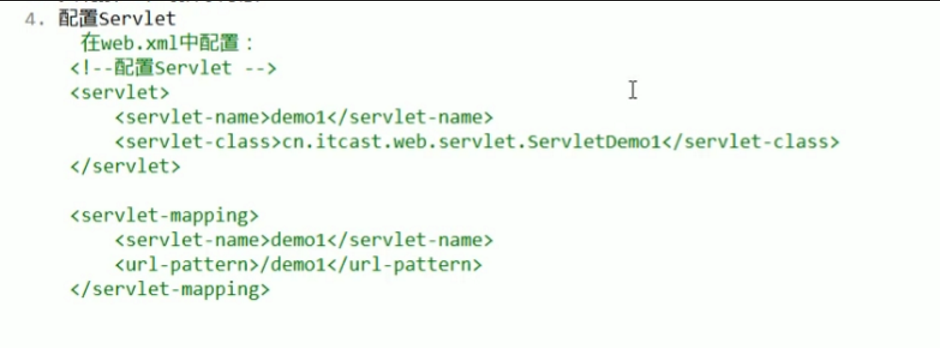 4. 配置Servlet
在web.xml中配置：
<!--配置Servlet -->
<servlet>
<servlet-name>demo1</servlet-name>
<servlet-class>cn.itcast.web.servlet.ServletDemo1</servlet-class>
</servlet>
<servlet-mapping>
<servlet-name>demo1</servlet-name>
<url-pattern>/demo1</url-pattern>
</servlet-mapping>